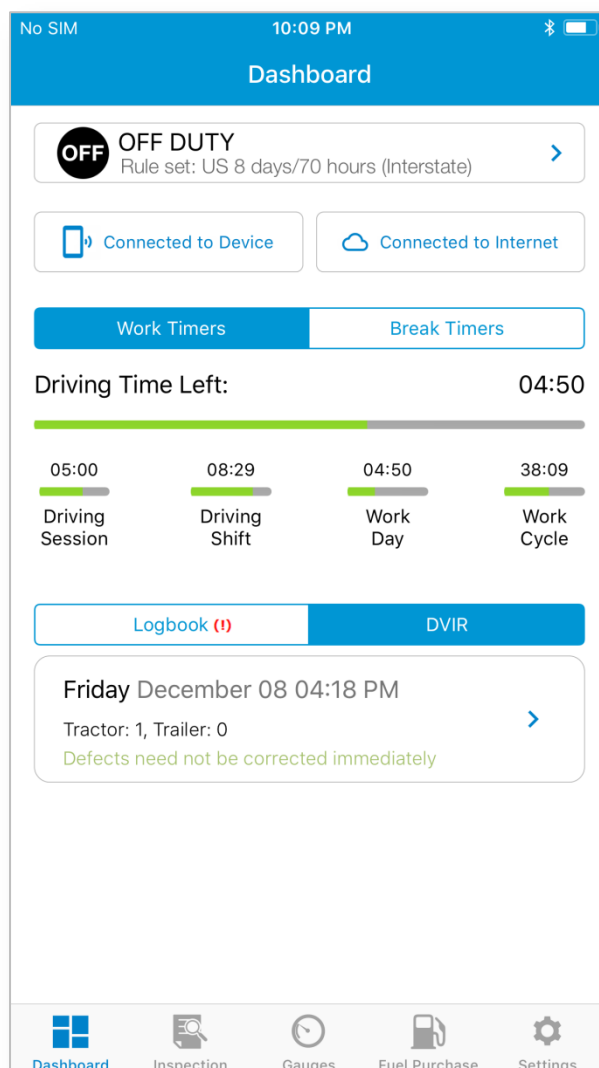 No SIM 10:09 PM
Dashboard
OFF OFF DUTY
Rule set: US 8 days/70 hours (Interstate)
Connected to Device Connected to Internet
Work Timers Break Timers
Driving Time Left: 04:50
05:00 08:29 04:50 38:09
Driving Driving Work Work
Session Shift Day Cycle
Logbook (!) DVIR
Friday December 08 04:18 PM
Tractor: 1, Trailer: 0
Defects need not be corrected immediately
Dashboard Inspection Gauges Fuel Purchase Settings